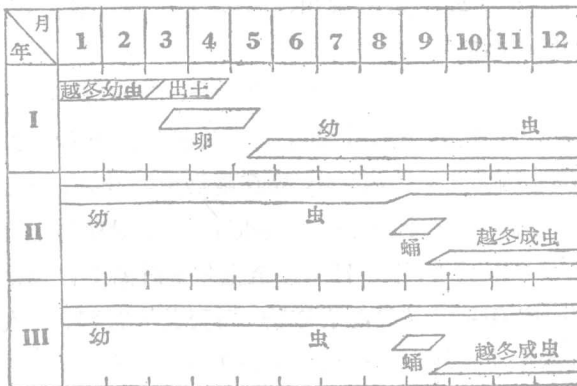 月
年
1 2 3 4 5 6 7 8 9 10 11 12
I
越冬幼虫 出土
卵
幼 虫
II
幼 虫
蛹
越冬成虫
III
幼 虫
蛹
越冬成虫